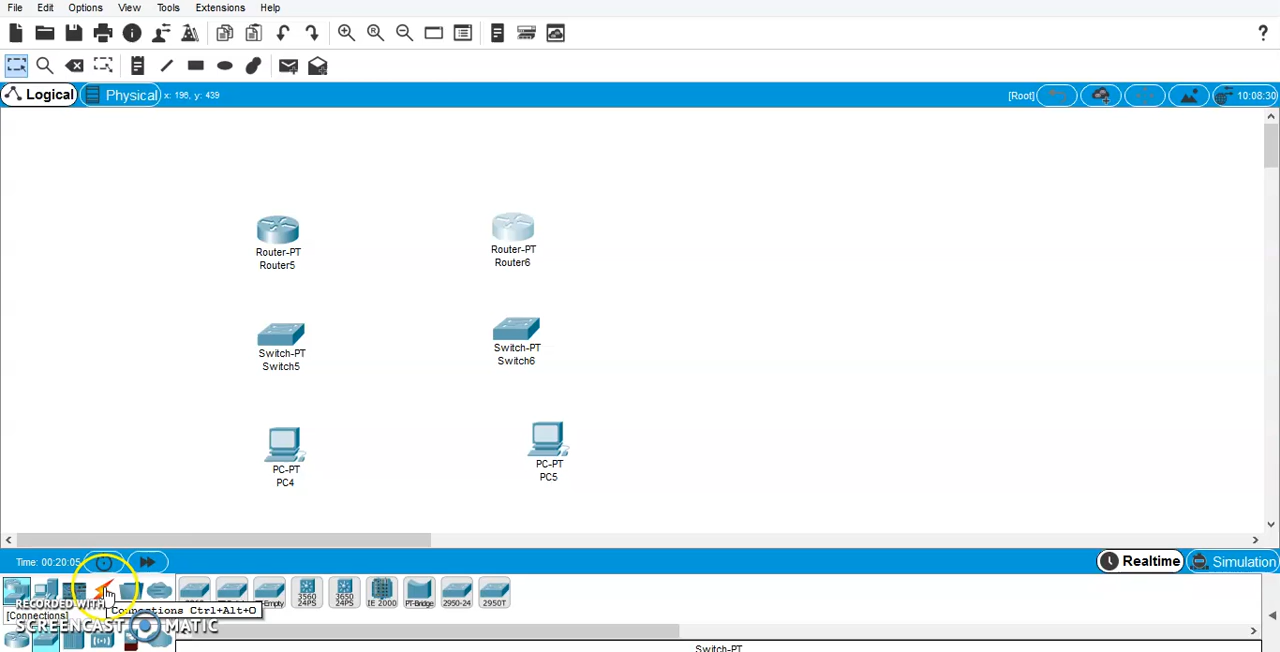 File Edit Options View Tools Extensions Help
?
Logical Physical x: 196, y: 439 [Root] 10:08:30
Router-PT
Router5
Router-PT
Router6
Switch-PT
Switch5
Switch-PT
Switch6
PC-PT
PC4
PC-PT
PC5
Time: 00:20:05 Realtime Simulation
3560
24PS
3650
24PS
IE 2000
PT-Bridge
2950-24
2950T
Empty
RECORDED WITH
Connections Ctrl+Alt+O
[Connections]
SCREENCAST MATIC
Switch-PT